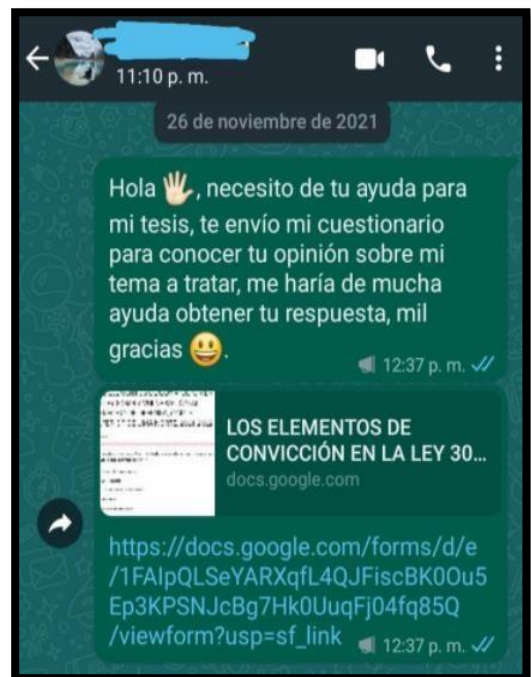 11:10 p. m.
26 de noviembre de 2021
Hola 🖐🏻, necesito de tu ayuda para
mi tesis, te envío mi cuestionario
para conocer tu opinión sobre mi
tema a tratar, me haría de mucha
ayuda obtener tu respuesta, mil
gracias 😃.
12:37 p. m.
LOS ELEMENTOS DE
CONVICCIÓN EN LA LEY 30...
docs.google.com
https://docs.google.com/forms/d/e
/1FAIpQLSeYARXqfL4QJFiscBK0Ou5
Ep3KPSNJcBg7Hk0UuqFj04fq85Q
/viewform?usp=sf_link
12:37 p. m.